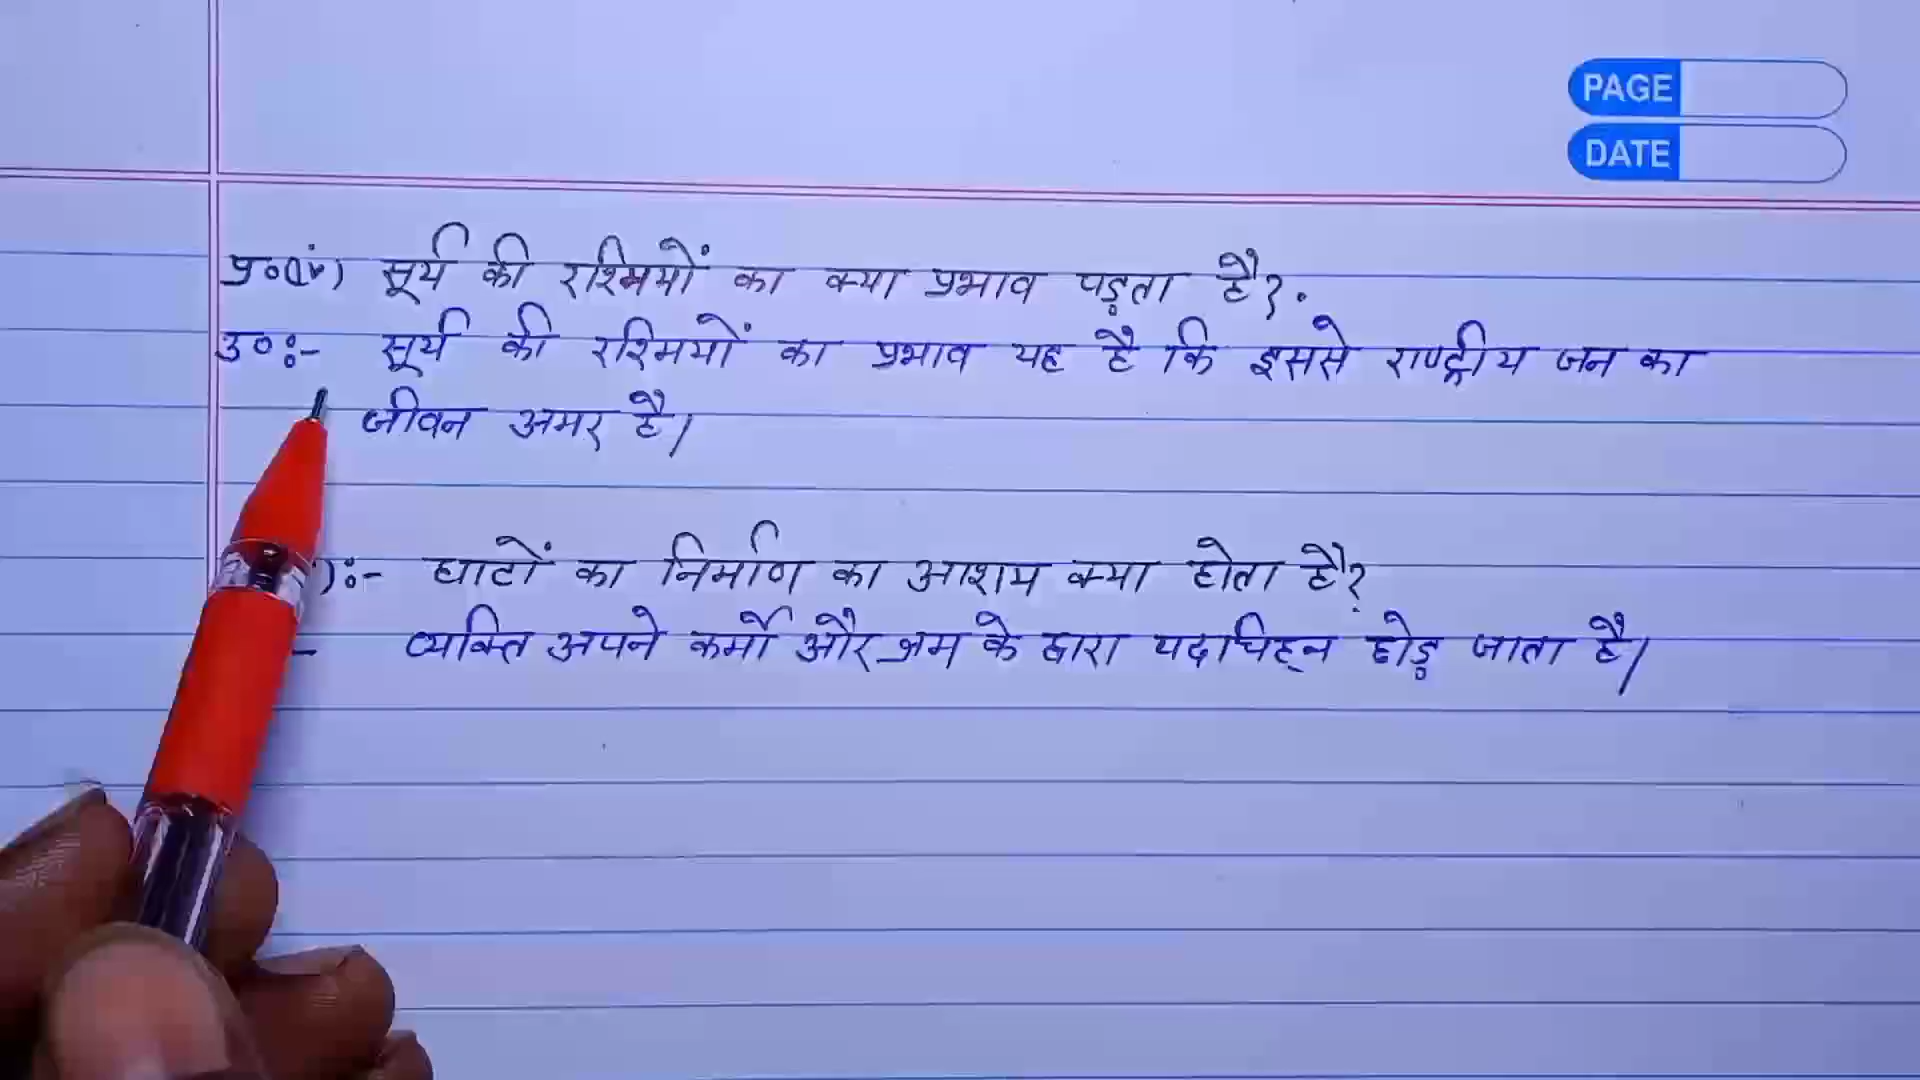 PAGE
DATE
प्र०(iv) सूर्य की रश्मियों का क्या प्रभाव पड़ता है?.
उ०:- सूर्य की रश्मियों का प्रभाव यह है कि इससे राष्ट्रीय जन का
जीवन अमर है।
):- घाटों का निर्माण का आशय क्या होता है?
- व्यक्ति अपने कर्मो और श्रम के द्वारा पदचिह्न छोड़ जाता है।